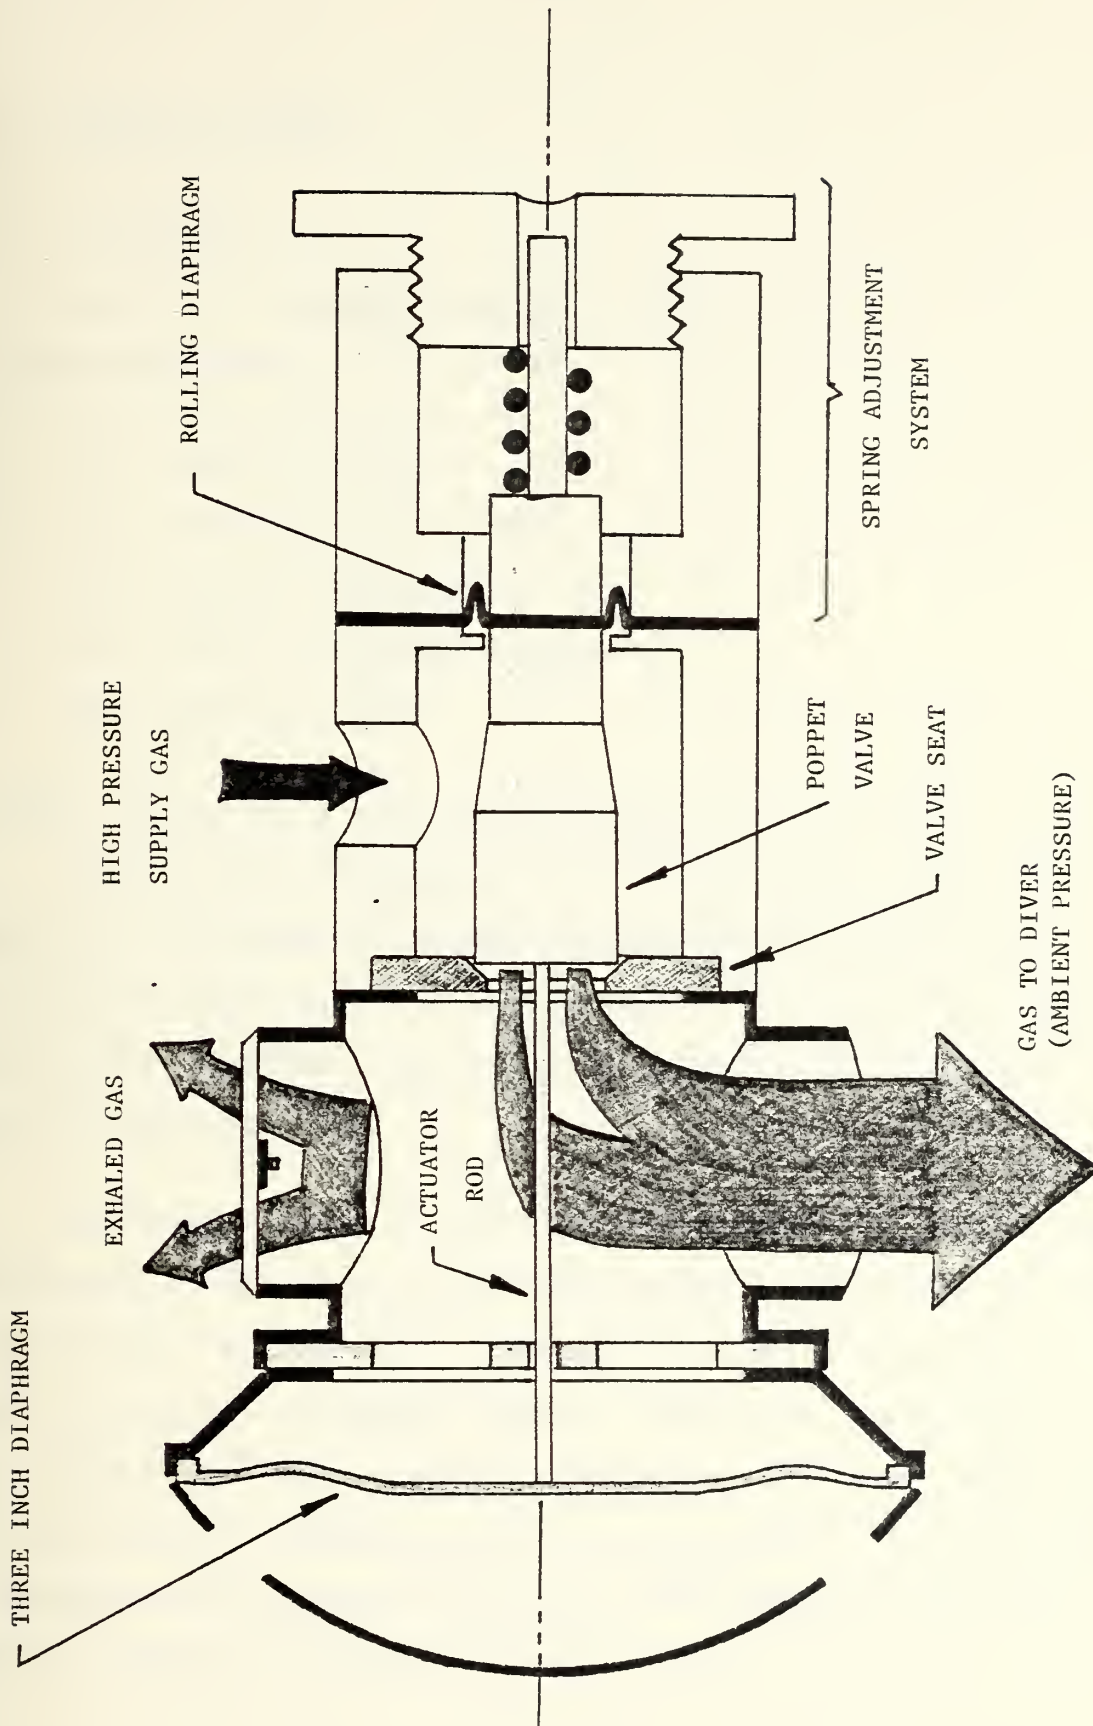 THREE INCH DIAPHRAGM
EXHALED GAS
HIGH PRESSURE
SUPPLY GAS
ROLLING DIAPHRAGM
ACTUATOR
ROD
POPPET
VALVE
VALVE SEAT
SPRING ADJUSTMENT
SYSTEM
GAS TO DIVER
(AMBIENT PRESSURE)